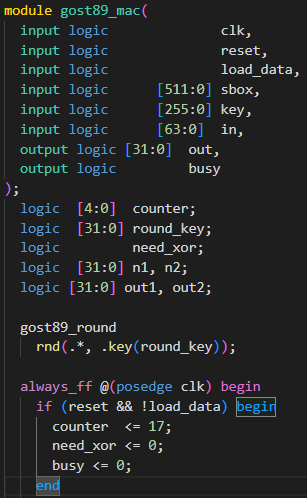 module gost89_mac(
  input logic              clk,
  input logic              reset,
  input logic              load_data,
  input logic      [511:0] sbox,
  input logic      [255:0] key,
  input logic      [63:0]  in,
  output logic [31:0]  out,
  output logic         busy
);
  logic  [4:0]  counter;
  logic  [31:0] round_key;
  logic         need_xor;
  logic  [31:0] n1, n2;
  logic [31:0] out1, out2;

  gost89_round
    rnd(.*, .key(round_key));

  always_ff @(posedge clk) begin
    if (reset && !load_data) begin
      counter  <= 17;
      need_xor <= 0;
      busy <= 0;
    end